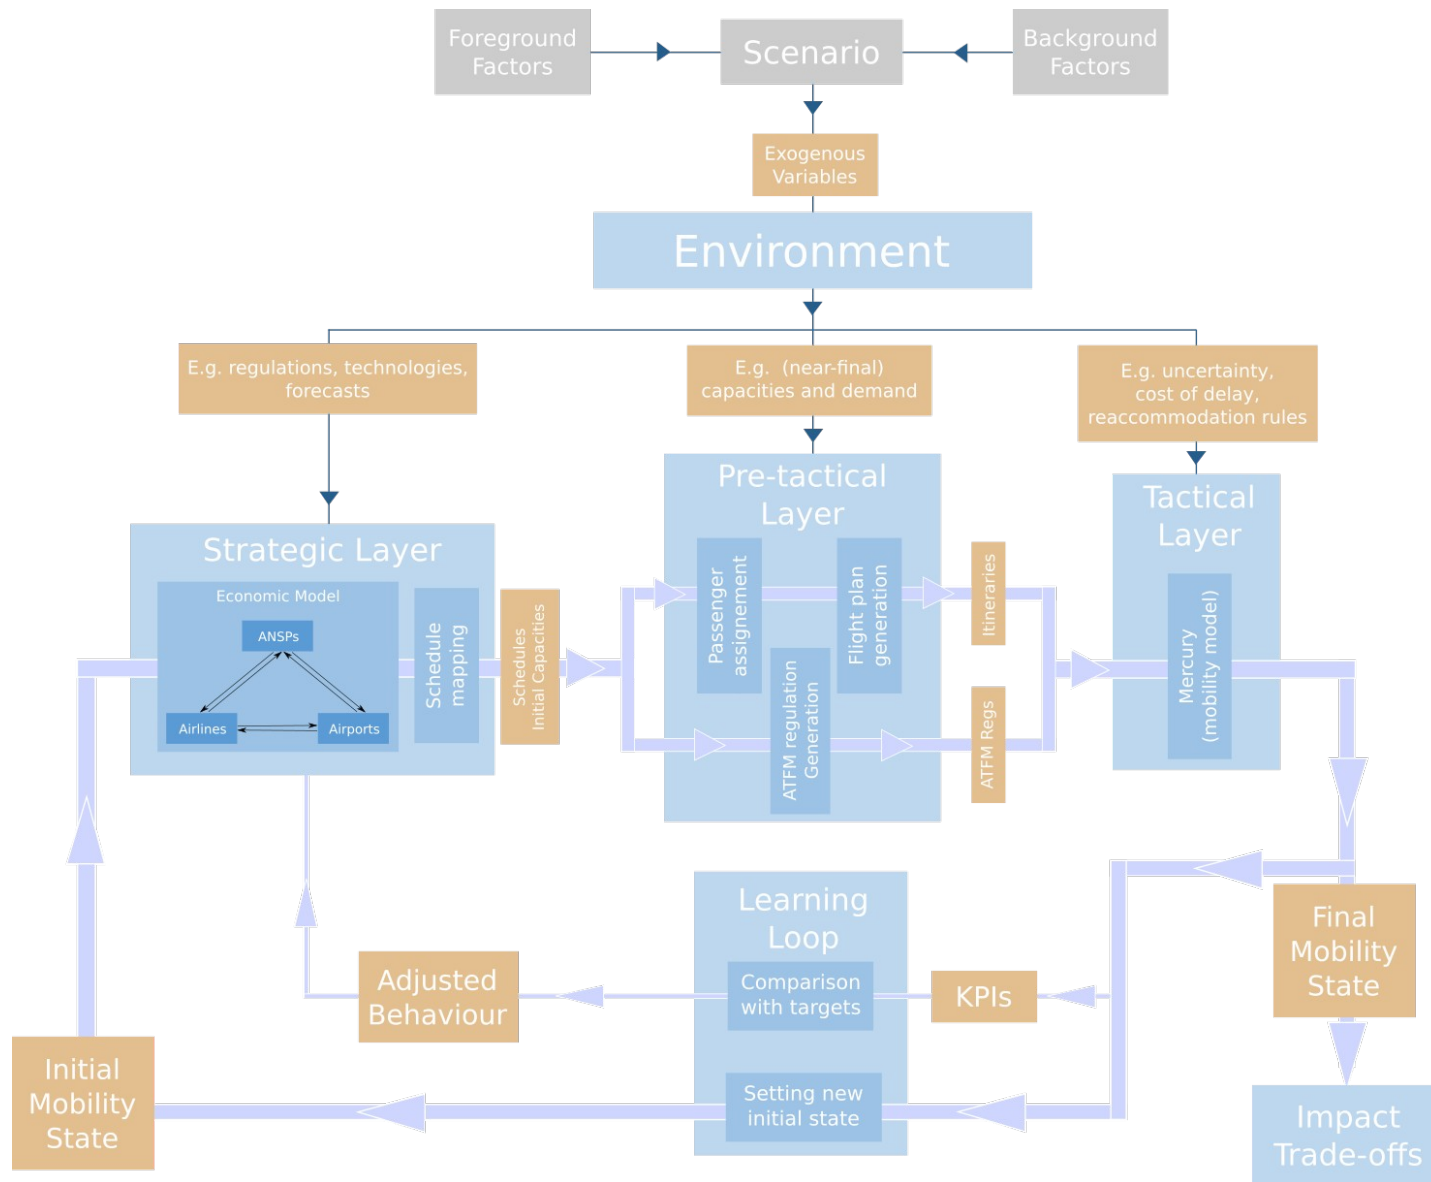 Foreground
Factors
Scenario
Background
Factors
Exogenous
Variables
Environment
E.g. regulations, technologies,
forecasts
E.g. (near-final)
capacities and demand
E.g. uncertainty,
cost of delay,
reaccommodation rules
Strategic Layer
Economic Model
ANSPs
Airlines
Airports
Schedule
mapping
Schedules
Initial Capacities
Pre-tactical
Layer
Passenger
assignement
Flight plan
generation
ATFM regulation
Generation
Itineraries
ATFM Regs
Tactical
Layer
Mercury
(mobility model)
Learning
Loop
Comparison
with targets
KPIs
Adjusted
Behaviour
Final
Mobility
State
Initial
Mobility
State
Setting new
initial state
Impact
Trade-offs